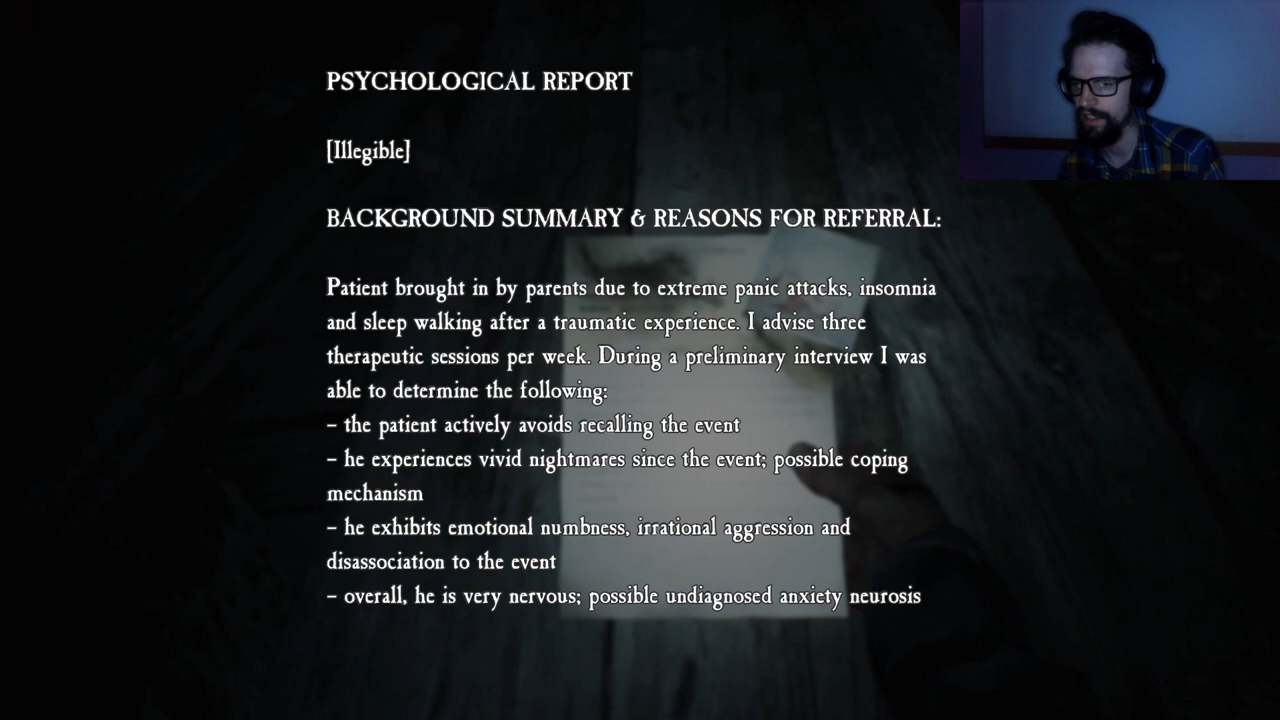 PSYCHOLOGICAL REPORT
[Illegible]
BACKGROUND SUMMARY & REASONS FOR REFERRAL:
Patient brought in by parents due to extreme panic attacks, insomnia
and sleep walking after a traumatic experience. I advise three
therapeutic sessions per week. During a preliminary interview I was
able to determine the following:
– the patient actively avoids recalling the event
– he experiences vivid nightmares since the event; possible coping
mechanism
– he exhibits emotional numbness, irrational aggression and
disassociation to the event
– overall, he is very nervous; possible undiagnosed anxiety neurosis